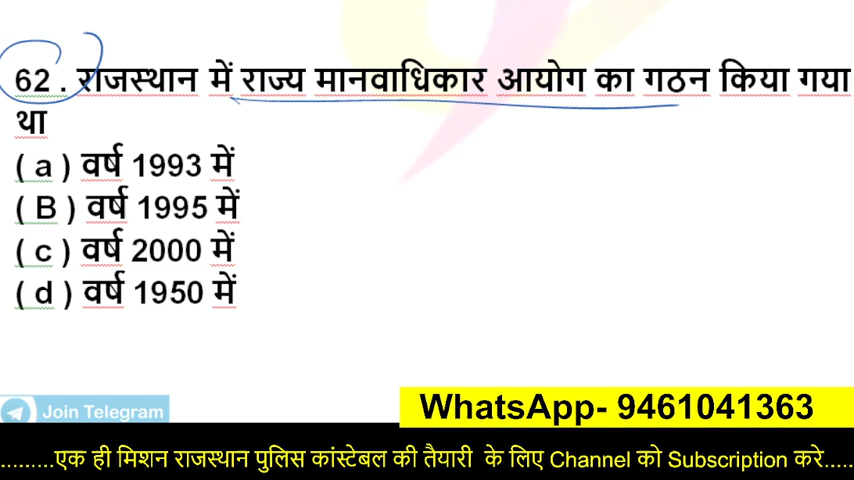 62 . राजस्थान में राज्य मानवाधिकार आयोग का गठन किया गया
था
( a ) वर्ष 1993 में
( B ) वर्ष 1995 में
( c ) वर्ष 2000 में
( d ) वर्ष 1950 में
Join Telegram
WhatsApp- 9461041363
.........एक ही मिशन राजस्थान पुलिस कांस्टेबल की तैयारी के लिए Channel को Subscription करे.....